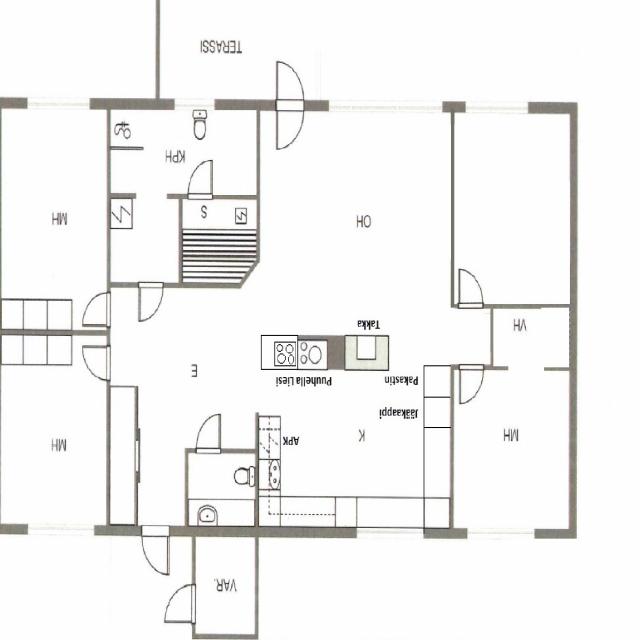 TERASSI
KPH
MH
S
OH
VH
Takka
E
Puuhella Liesi
Pakastin
Jääkaappi
MH
APK
K
MH
VAR.